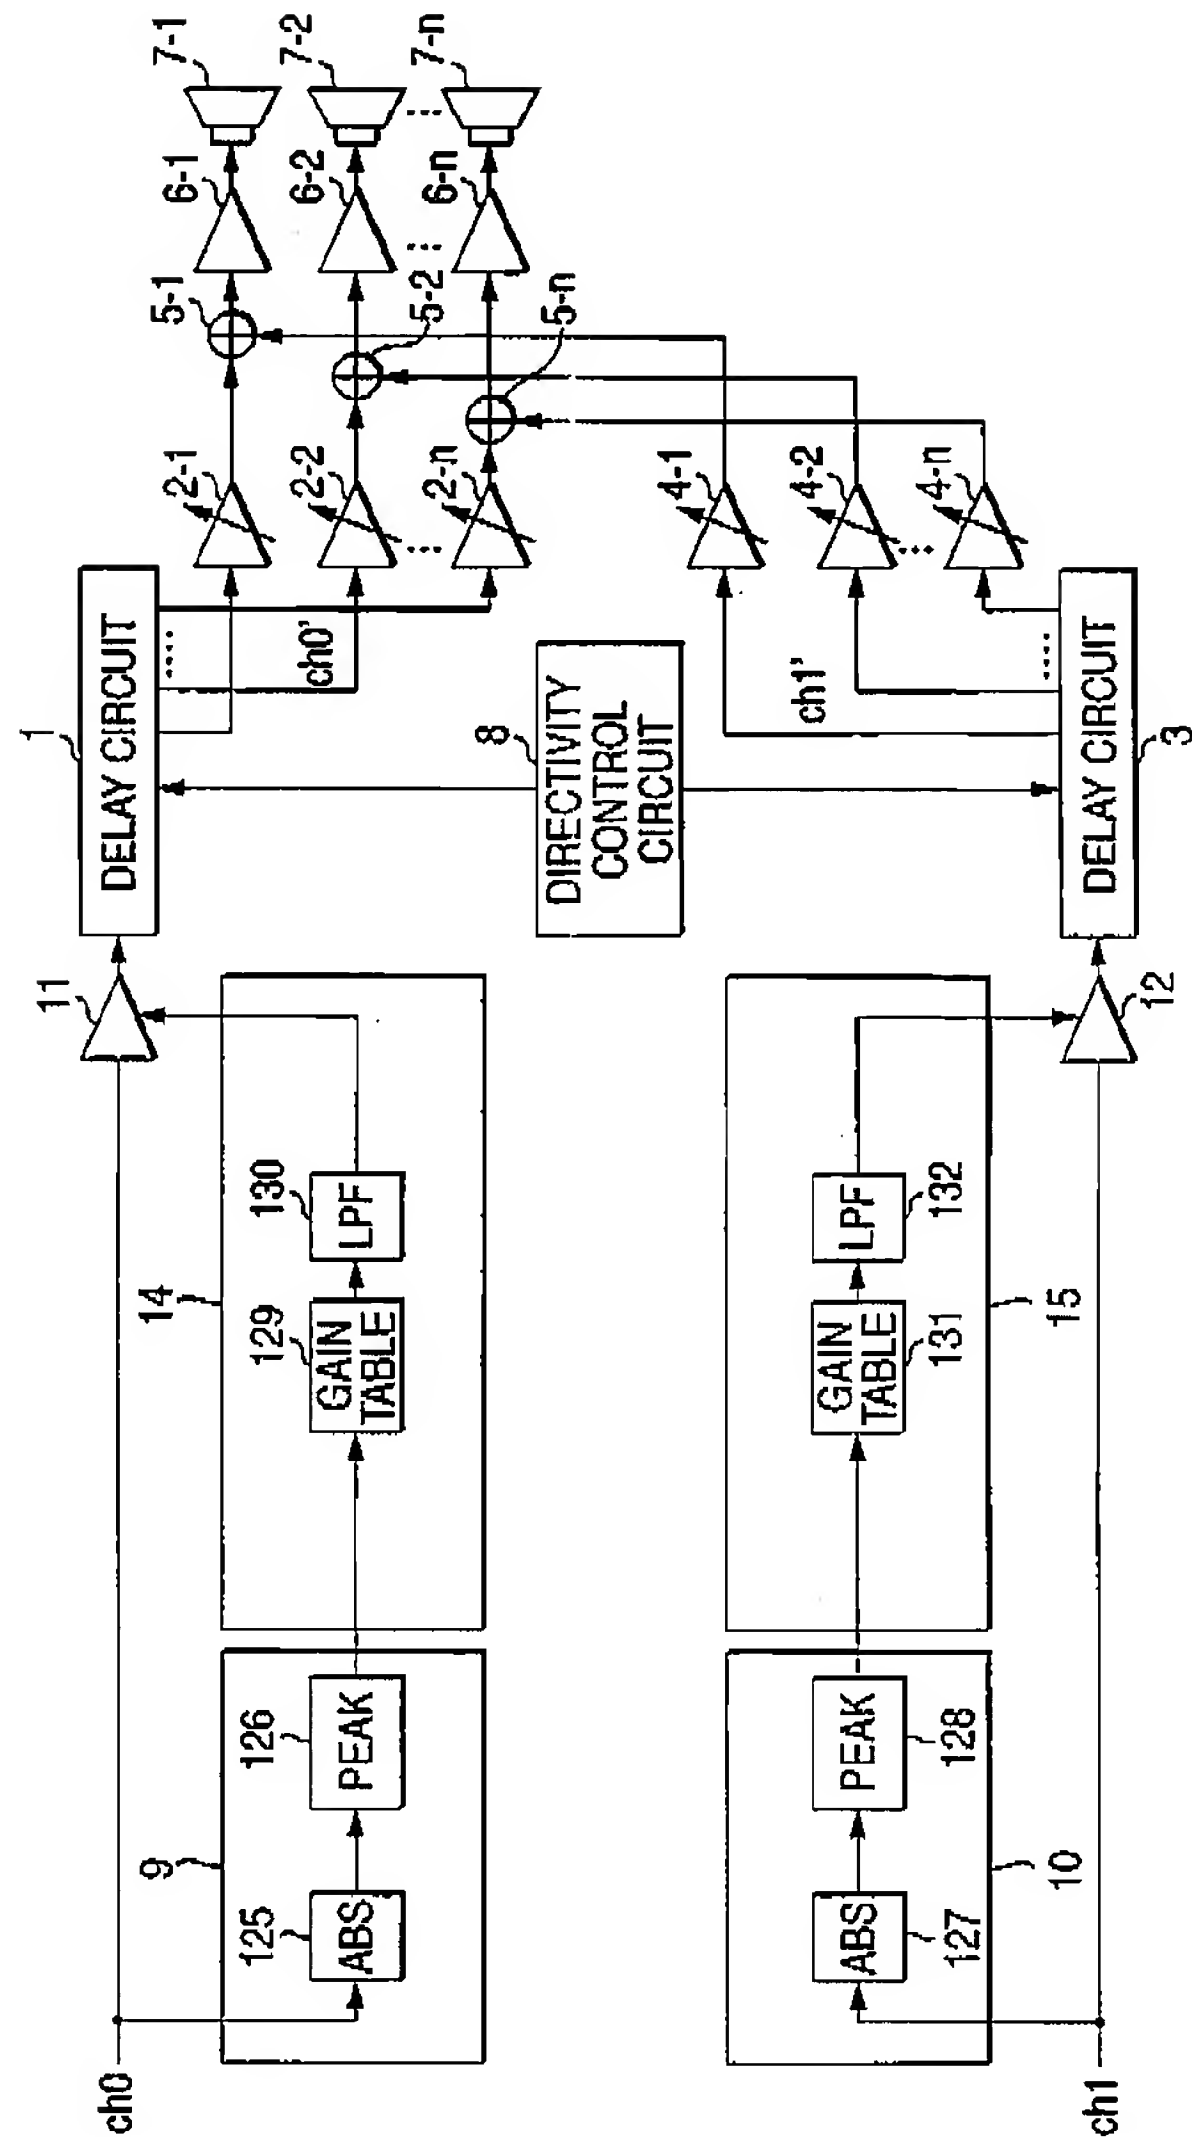 ch0
9
125
ABS
126
PEAK
14
129
GAIN
TABLE
130
LPF
11
1
DELAY CIRCUIT
ch0'
2-1
2-2
2-n
5-1
5-2
5-n
6-1
6-2
6-n
7-1
7-2
7-n
8
DIRECTIVITY
CONTROL
CIRCUIT
ch1
10
127
ABS
128
PEAK
15
131
GAIN
TABLE
132
LPF
12
3
DELAY CIRCUIT
ch1'
4-1
4-2
4-n